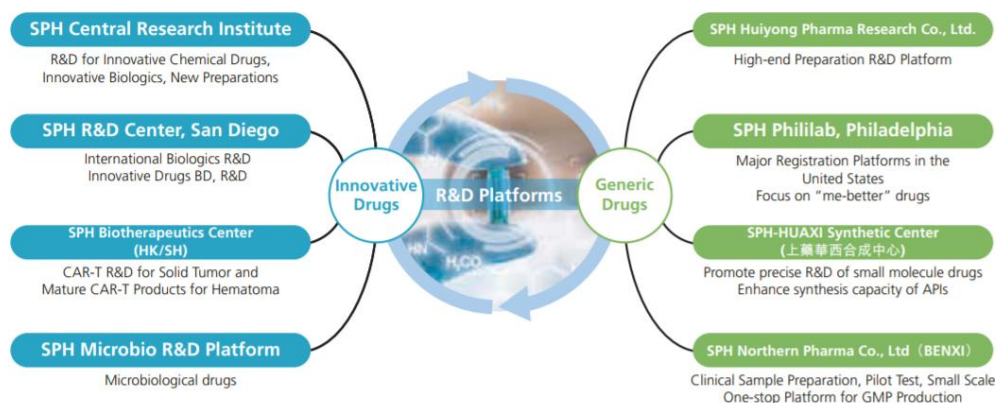 SPH Central Research Institute
R&D for Innovative Chemical Drugs,
Innovative Biologics, New Preparations
SPH R&D Center, San Diego
International Biologics R&D
Innovative Drugs BD, R&D
SPH Biotherapeutics Center
(HK/SH)
CAR-T R&D for Solid Tumor and
Mature CAR-T Products for Hematoma
SPH Microbio R&D Platform
Microbiological drugs
Innovative
Drugs
R&D Platforms
HN
H₃CO
Generic
Drugs
SPH Huiyong Pharma Research Co., Ltd.
High-end Preparation R&D Platform
SPH Phililab, Philadelphia
Major Registration Platforms in the
United States
Focus on “me-better” drugs
SPH-HUAXI Synthetic Center
(上藥華西合成中心)
Promote precise R&D of small molecule drugs
Enhance synthesis capacity of APIs
SPH Northern Pharma Co., Ltd（BENXI）
Clinical Sample Preparation, Pilot Test, Small Scale
One-stop Platform for GMP Production